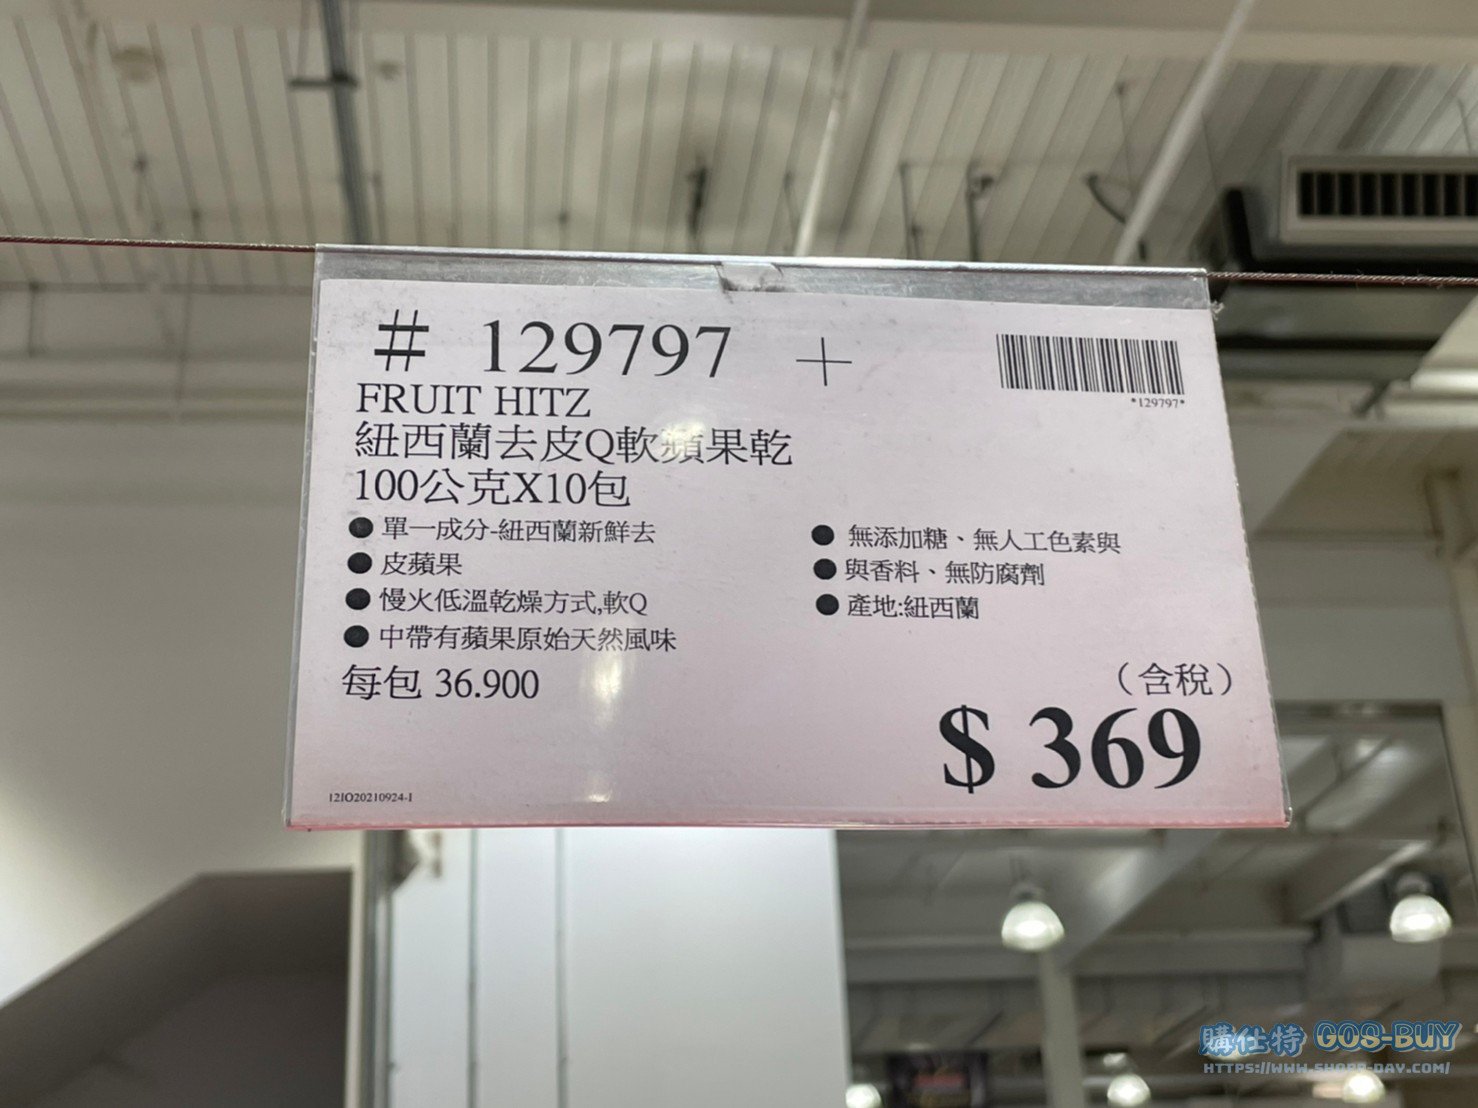 # 129797 +
*129797*
FRUIT HITZ
紐西蘭去皮Q軟蘋果乾
100公克X10包
●單一成分-紐西蘭新鮮去
●皮蘋果
●慢火低溫乾燥方式,軟Q
●中帶有蘋果原始天然風味
●無添加糖、無人工色素與
●與香料、無防腐劑
●產地:紐西蘭
每包 36.900
（含稅）
$ 369
12IO20210924-1
購仕特 GOS-BUY
HTTPS://WWW.SHOPP-DAY.COM/